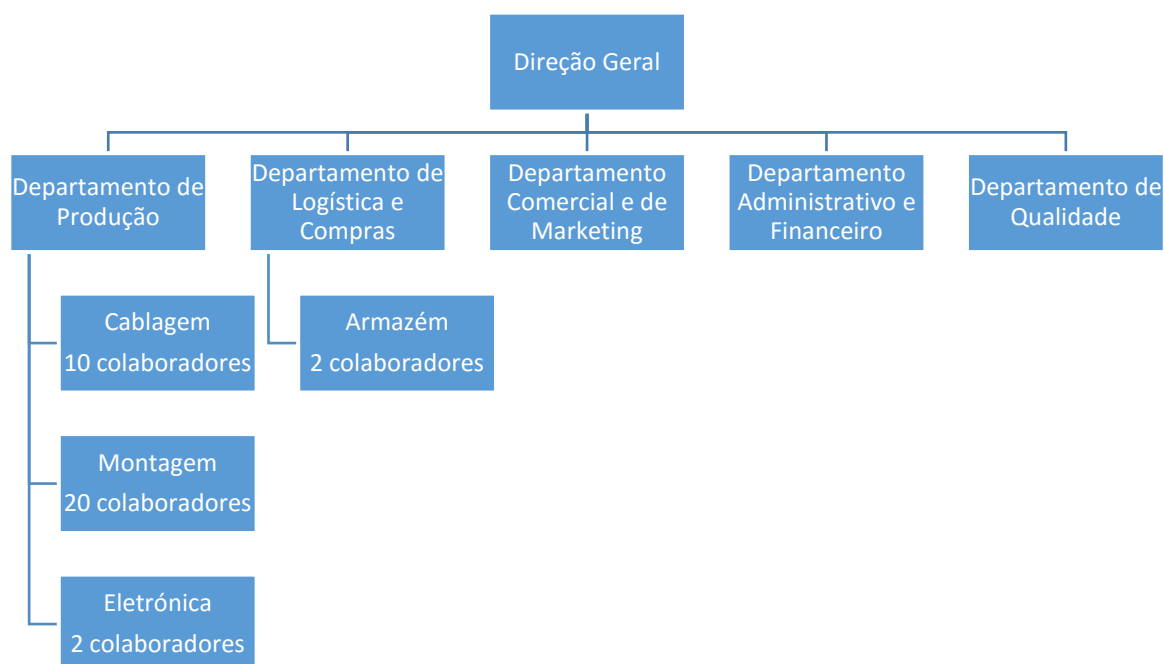 Direção Geral
Departamento de
Produção
Departamento de
Logística e
Compras
Departamento
Comercial e de
Marketing
Departamento
Administrativo e
Financeiro
Departamento de
Qualidade
Cablagem
10 colaboradores
Armazém
2 colaboradores
Montagem
20 colaboradores
Eletrónica
2 colaboradores